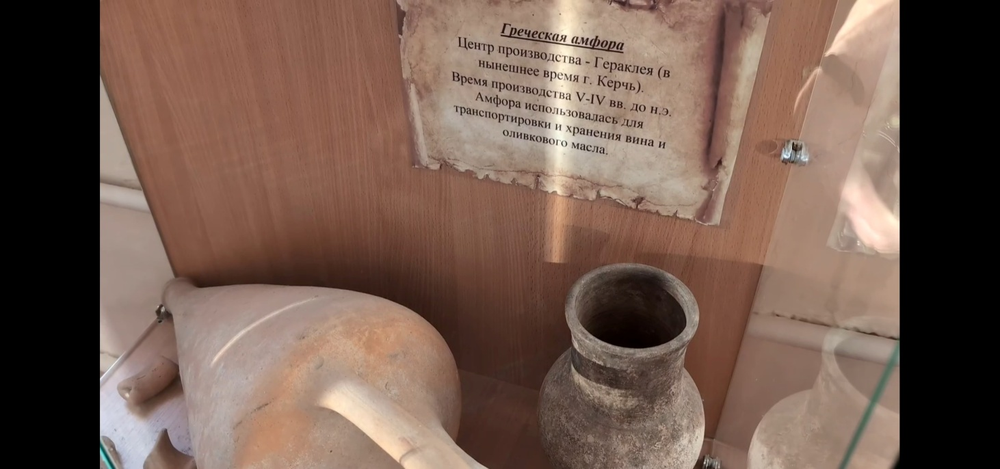 Греческая амфора
Центр производства - Гераклея (в
нынешнее время г. Керчь).
Время производства V-IV вв. до н.э.
Амфора использовалась для
транспортировки и хранения вина и
оливкового масла.